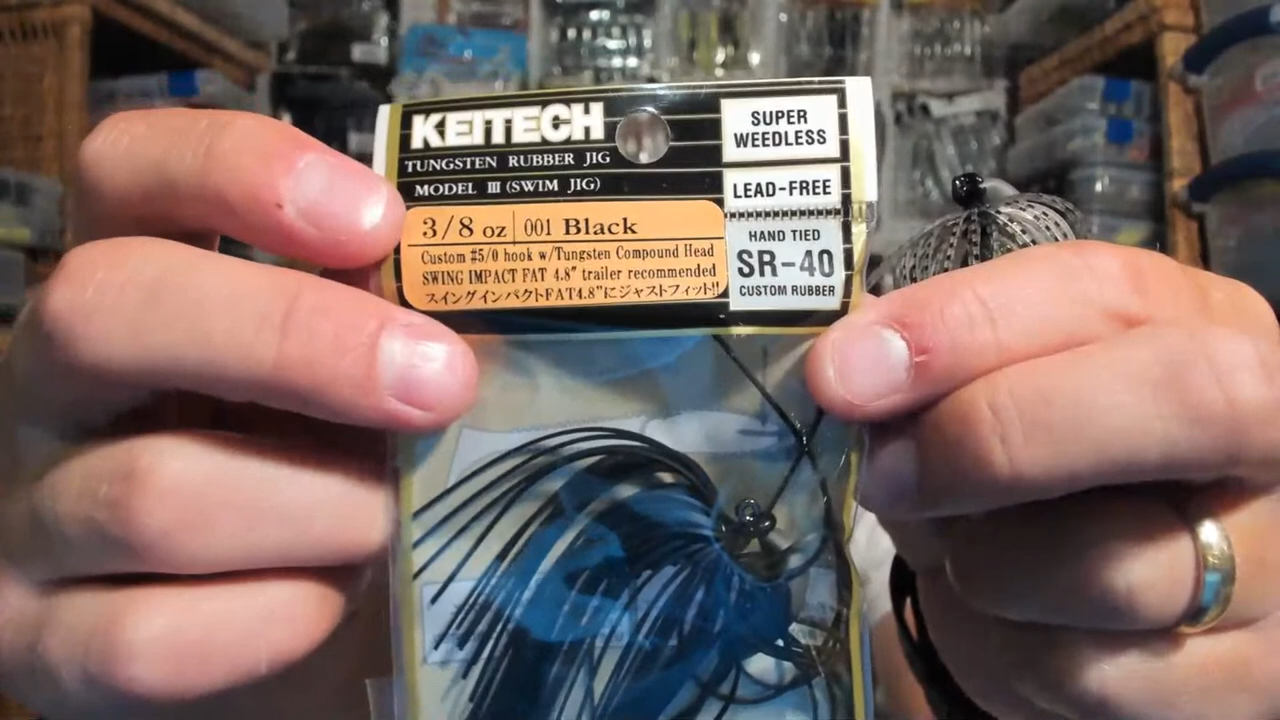 KEITECH
TUNGSTEN RUBBER JIG
MODEL III (SWIM JIG)
SUPER
WEEDLESS
LEAD-FREE
3/8 oz 001 Black
Custom #5/0 hook w/Tungsten Compound Head
SWING IMPACT FAT 4.8" trailer recommended
スイングインパクトFAT4.8"にジャストフィット!!
HAND TIED
SR-40
CUSTOM RUBBER